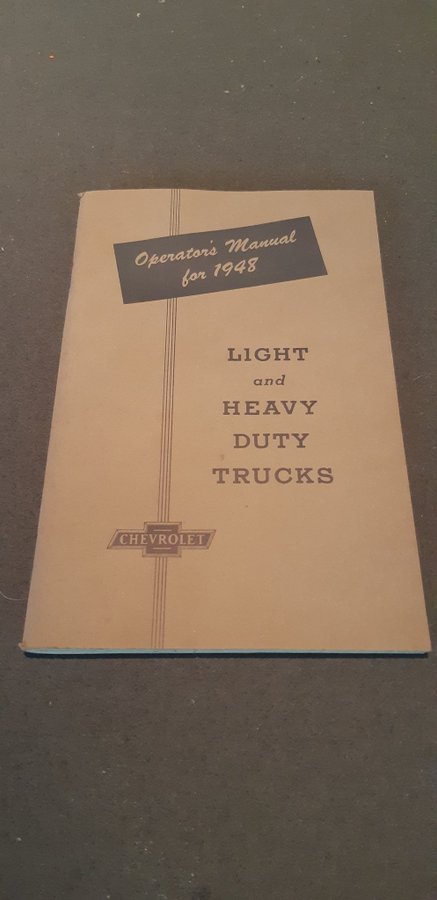 Operator's Manual
for 1948
LIGHT
and
HEAVY
DUTY
TRUCKS
CHEVROLET